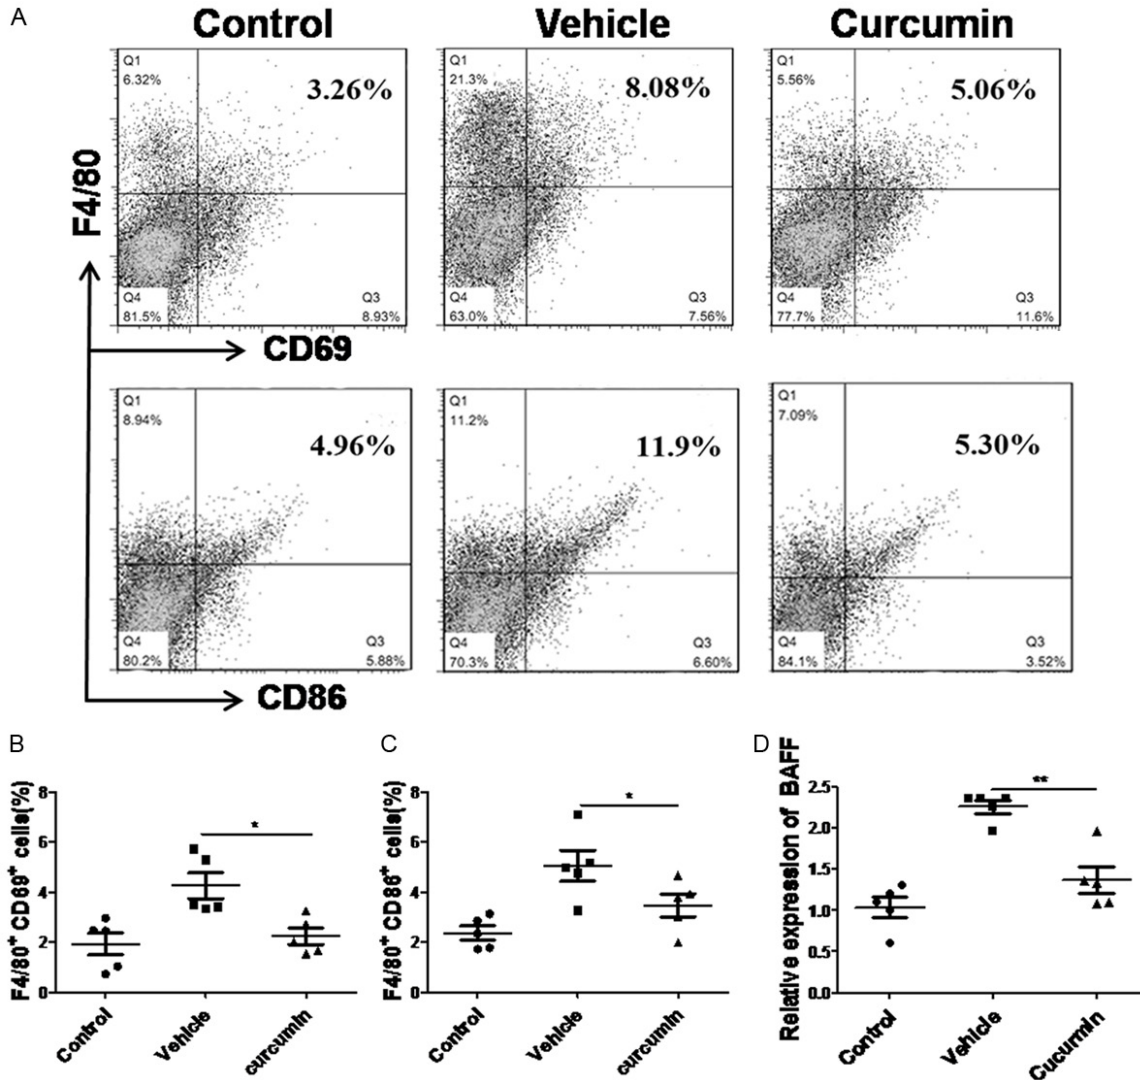 A
Control Vehicle Curcumin
Q1
6.32%
3.26%
Q4
81.5%
Q3
8.93%
Q1
21.3%
8.08%
Q4
63.0%
Q3
7.56%
Q1
5.56%
5.06%
Q4
77.7%
Q3
11.6%
F4/80
CD69
Q1
8.94%
4.96%
Q4
80.2%
Q3
5.88%
Q1
11.2%
11.9%
Q4
70.3%
Q3
6.60%
Q1
7.09%
5.30%
Q4
84.1%
Q3
3.52%
CD86
B
F4/80+ CD69+ cells(%)
8
6
4
2
0
*
Control
Vehicle
curcumin
C
F4/80+ CD86+ cells(%)
8
6
4
2
0
*
Control
Vehicle
curcumin
D
Relative expression of BAFF
2.5
2.0
1.5
1.0
0.5
0.0
**
Control
Vehicle
Cucurmin